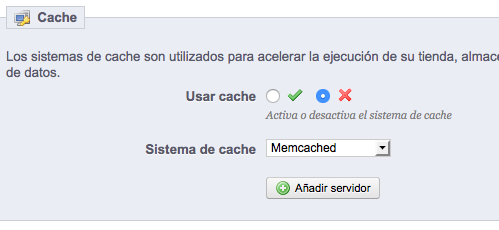 Cache
Los sistemas de cache son utilizados para acelerar la ejecución de su tienda, almace
de datos.
Usar cache
Activa o desactiva el sistema de cache
Sistema de cache Memcached
Añadir servidor